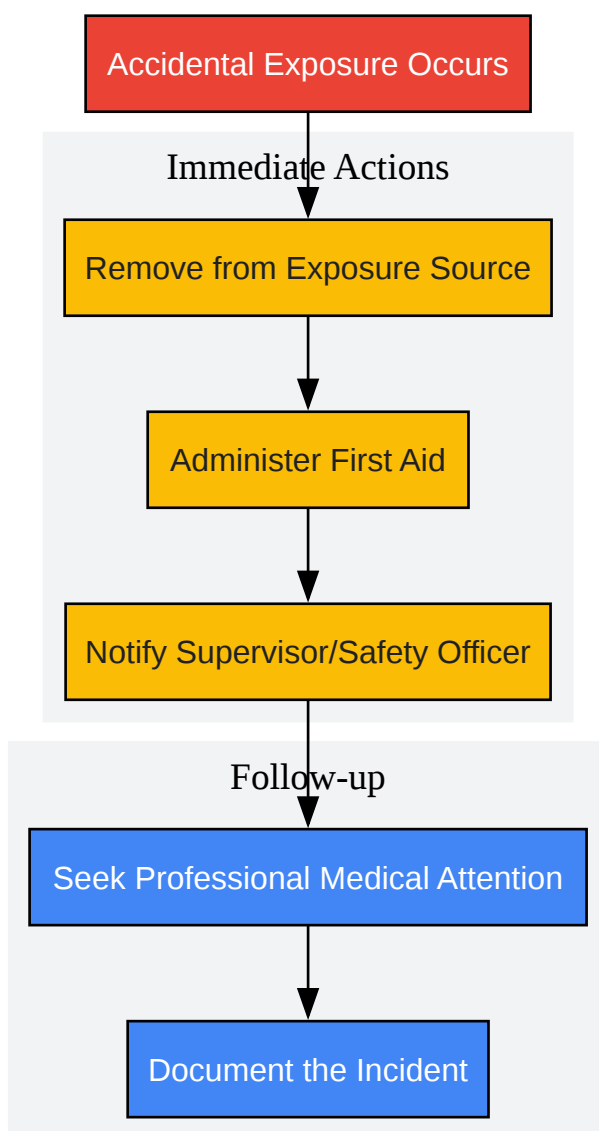 Accidental Exposure Occurs
Immediate Actions
Remove from Exposure Source
Administer First Aid
Notify Supervisor/Safety Officer
Follow-up
Seek Professional Medical Attention
Document the Incident